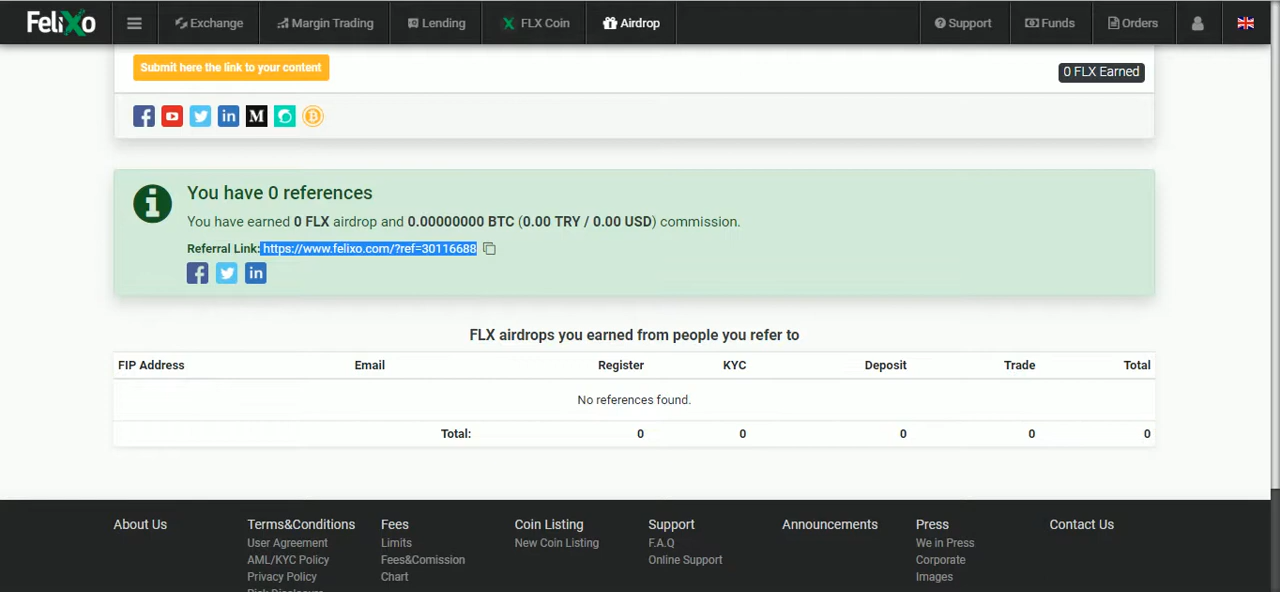 FeliXo Exchange Margin Trading Lending FLX Coin Airdrop Support Funds Orders
Submit here the link to your content
0 FLX Earned
You have 0 references
You have earned 0 FLX airdrop and 0.00000000 BTC (0.00 TRY / 0.00 USD) commission.
Referral Link: https://www.felixo.com/?ref=30116688
FLX airdrops you earned from people you refer to
FIP Address Email Register KYC Deposit Trade Total
No references found.
Total: 0 0 0 0 0
About Us Terms&Conditions Fees Coin Listing Support Announcements Press Contact Us
User Agreement Limits New Coin Listing F.A.Q We in Press
AML/KYC Policy Fees&Comission Online Support Corporate
Privacy Policy Chart Images